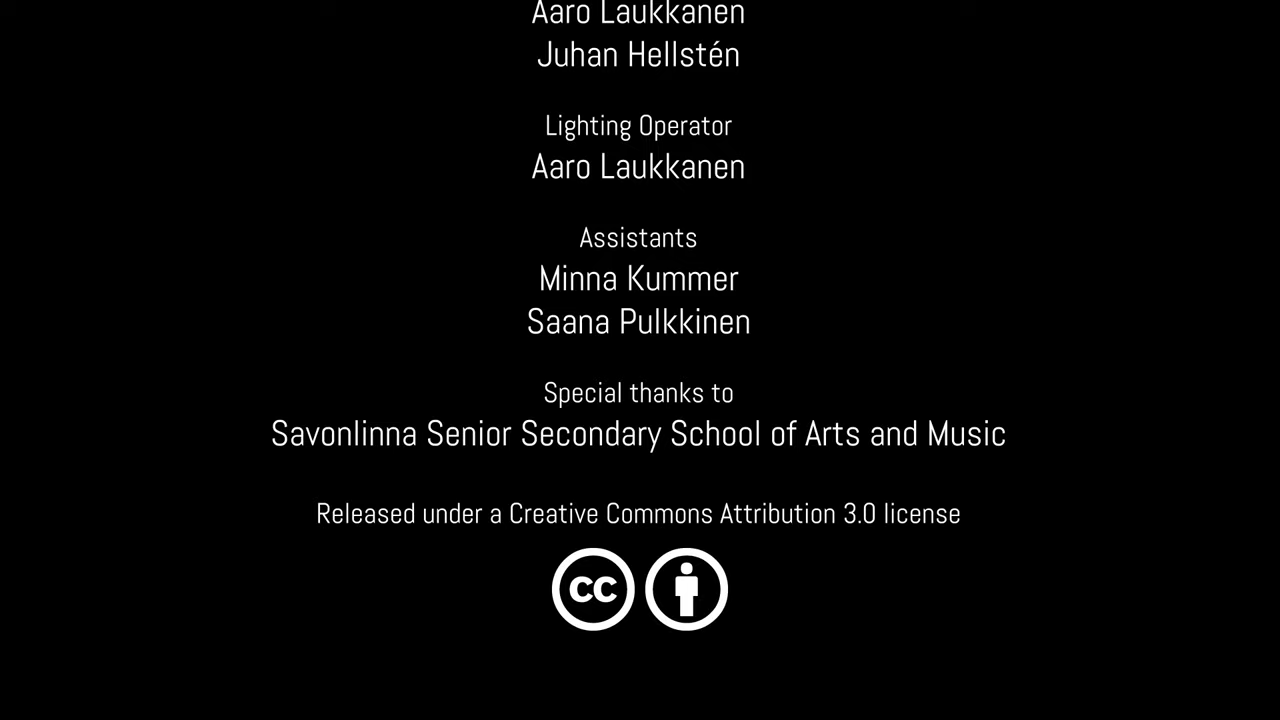 Aaro Laukkanen
Juhan Hellstén
Lighting Operator
Aaro Laukkanen
Assistants
Minna Kummer
Saana Pulkkinen
Special thanks to
Savonlinna Senior Secondary School of Arts and Music
Released under a Creative Commons Attribution 3.0 license
cc